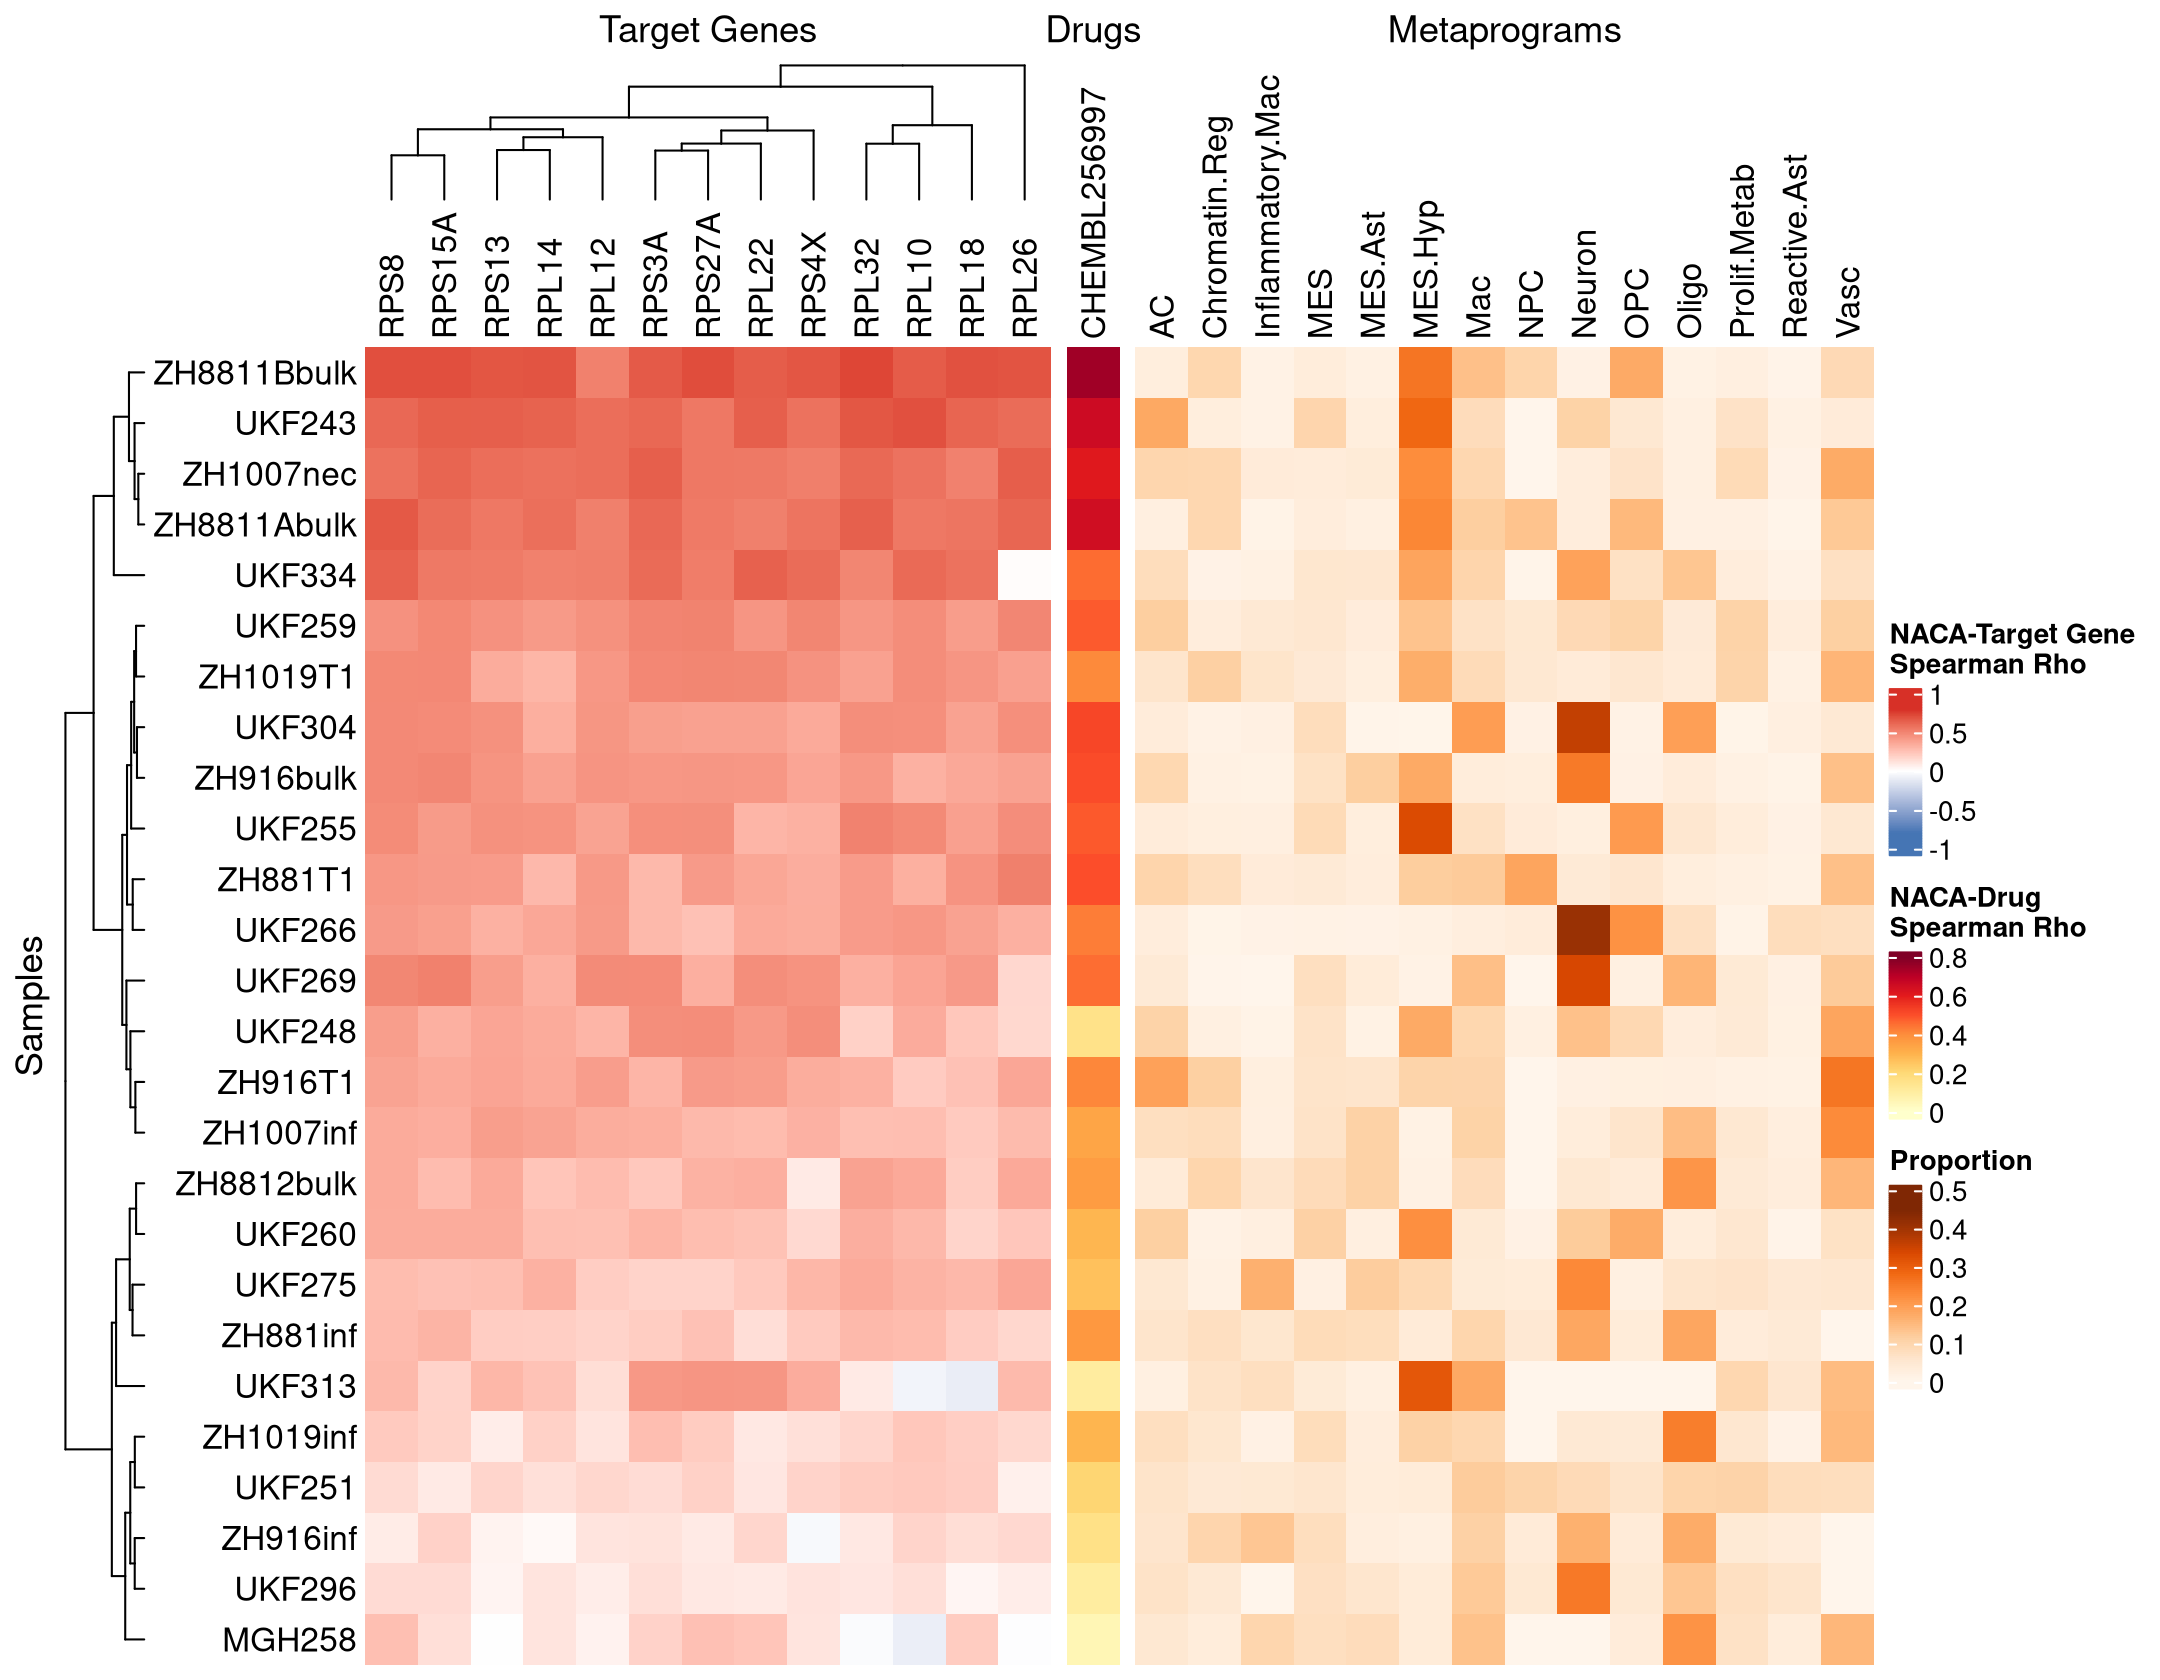 Target Genes
Drugs
Metaprograms
RPS8
RPS15A
RPS13
RPL14
RPL12
RPS3A
RPS27A
RPL22
RPS4X
RPL32
RPL10
RPL18
RPL26
CHEMBL256997
AC
Chromatin.Reg
Inflammatory.Mac
MES
MES.Ast
MES.Hyp
Mac
NPC
Neuron
OPC
Oligo
Prolif.Metab
Reactive.Ast
Vasc
Samples
ZH8811Bbulk
UKF243
ZH1007nec
ZH8811Abulk
UKF334
UKF259
ZH1019T1
UKF304
ZH916bulk
UKF255
ZH881T1
UKF266
UKF269
UKF248
ZH916T1
ZH1007inf
ZH8812bulk
UKF260
UKF275
ZH881inf
UKF313
ZH1019inf
UKF251
ZH916inf
UKF296
MGH258
NACA-Target Gene
Spearman Rho
1
0.5
0
-0.5
-1
NACA-Drug
Spearman Rho
0.8
0.6
0.4
0.2
0
Proportion
0.5
0.4
0.3
0.2
0.1
0